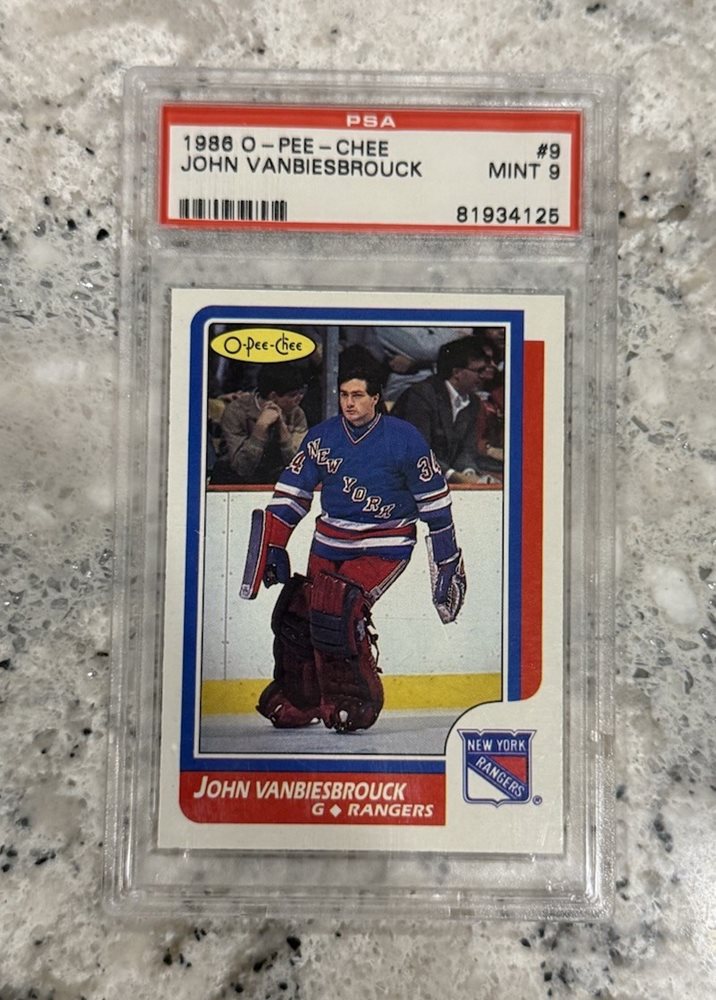 PSA
1986 O-PEE-CHEE #9
JOHN VANBIESBROUCK MINT 9
81934125
O-Pee-Chee
34 NEW YORK 34
JOHN VANBIESBROUCK
G ◆ RANGERS
NEW YORK
RANGERS
®